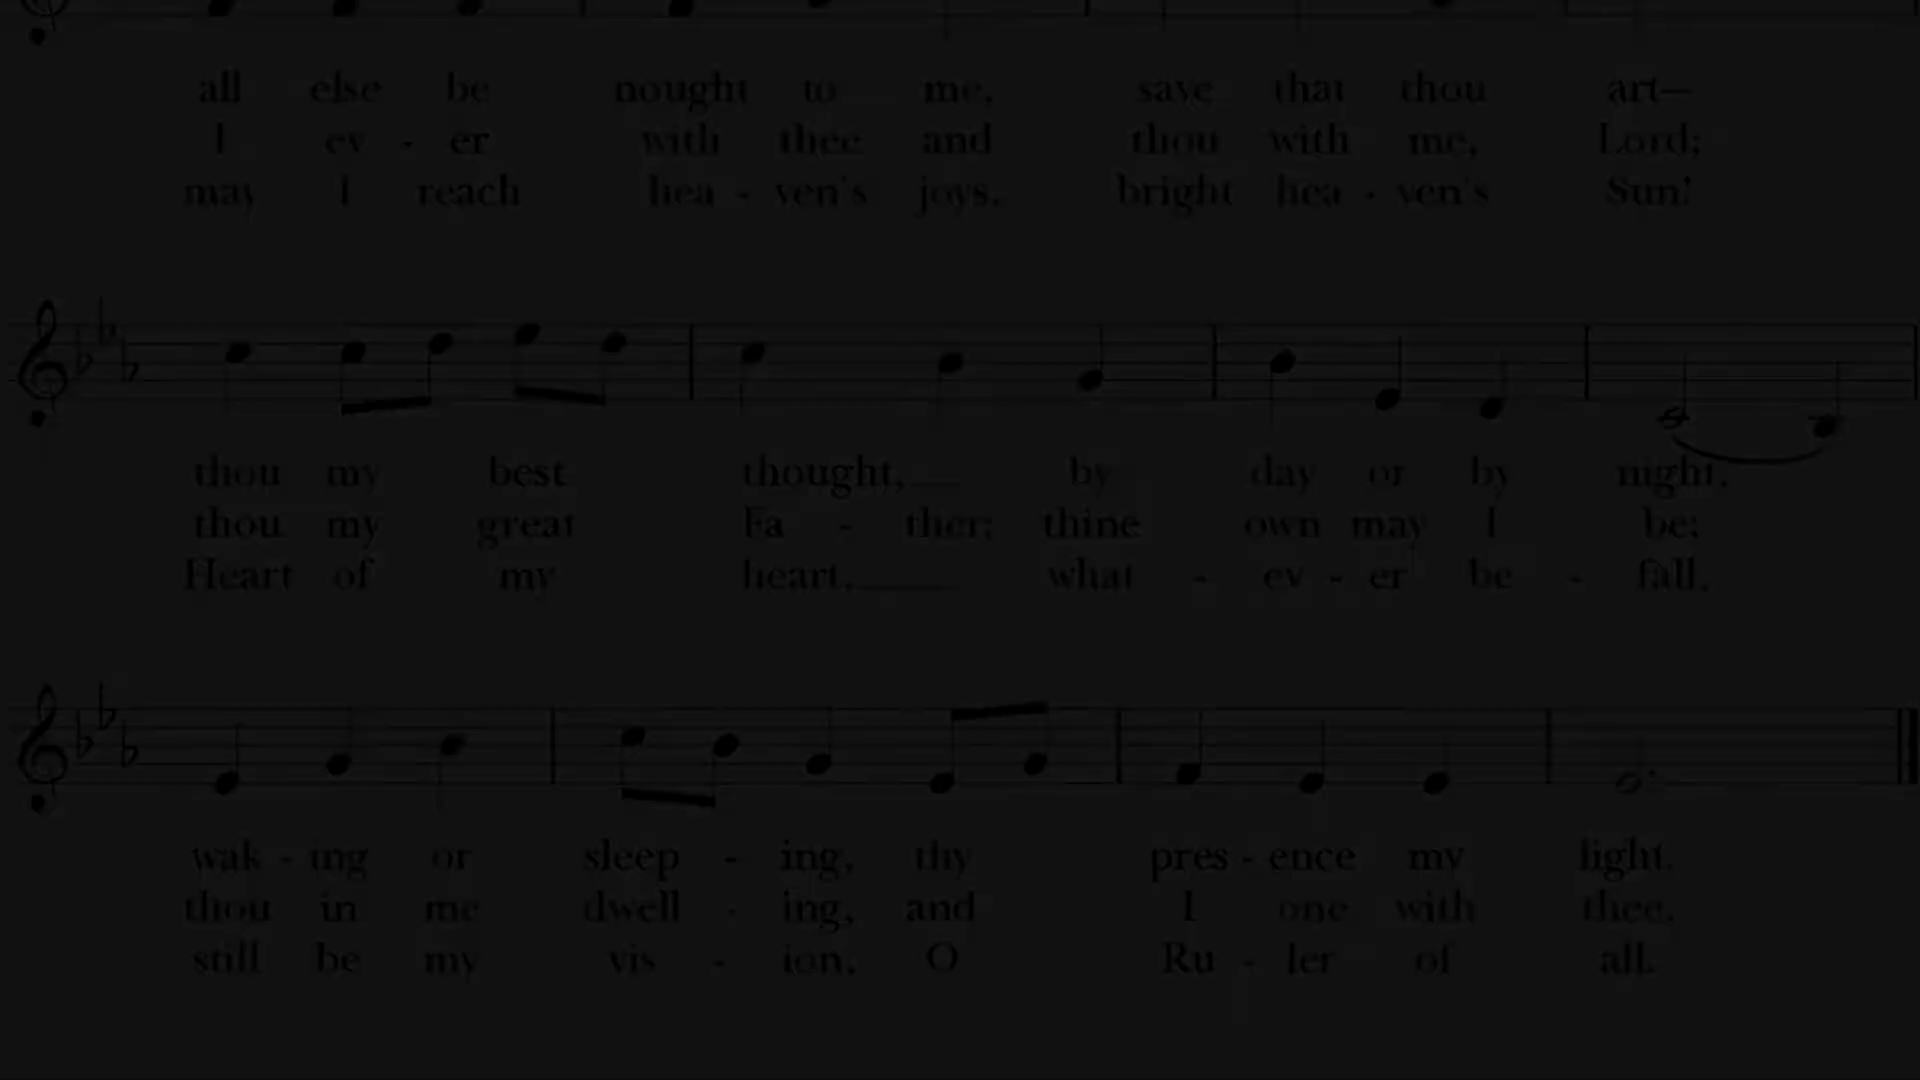 all else be nought to me, save that thou art—
I ev - er with thee and thou with me, Lord;
may I reach hea - ven's joys, bright hea - ven's Sun!
thou my best thought, by day or by night,
thou my great Fa - ther; thine own may I be;
Heart of my heart, what - ev - er be - fall,
wak - ing or sleep - ing, thy pres - ence my light.
thou in me dwell - ing, and I one with thee.
still be my vis - ion, O Ru - ler of all.